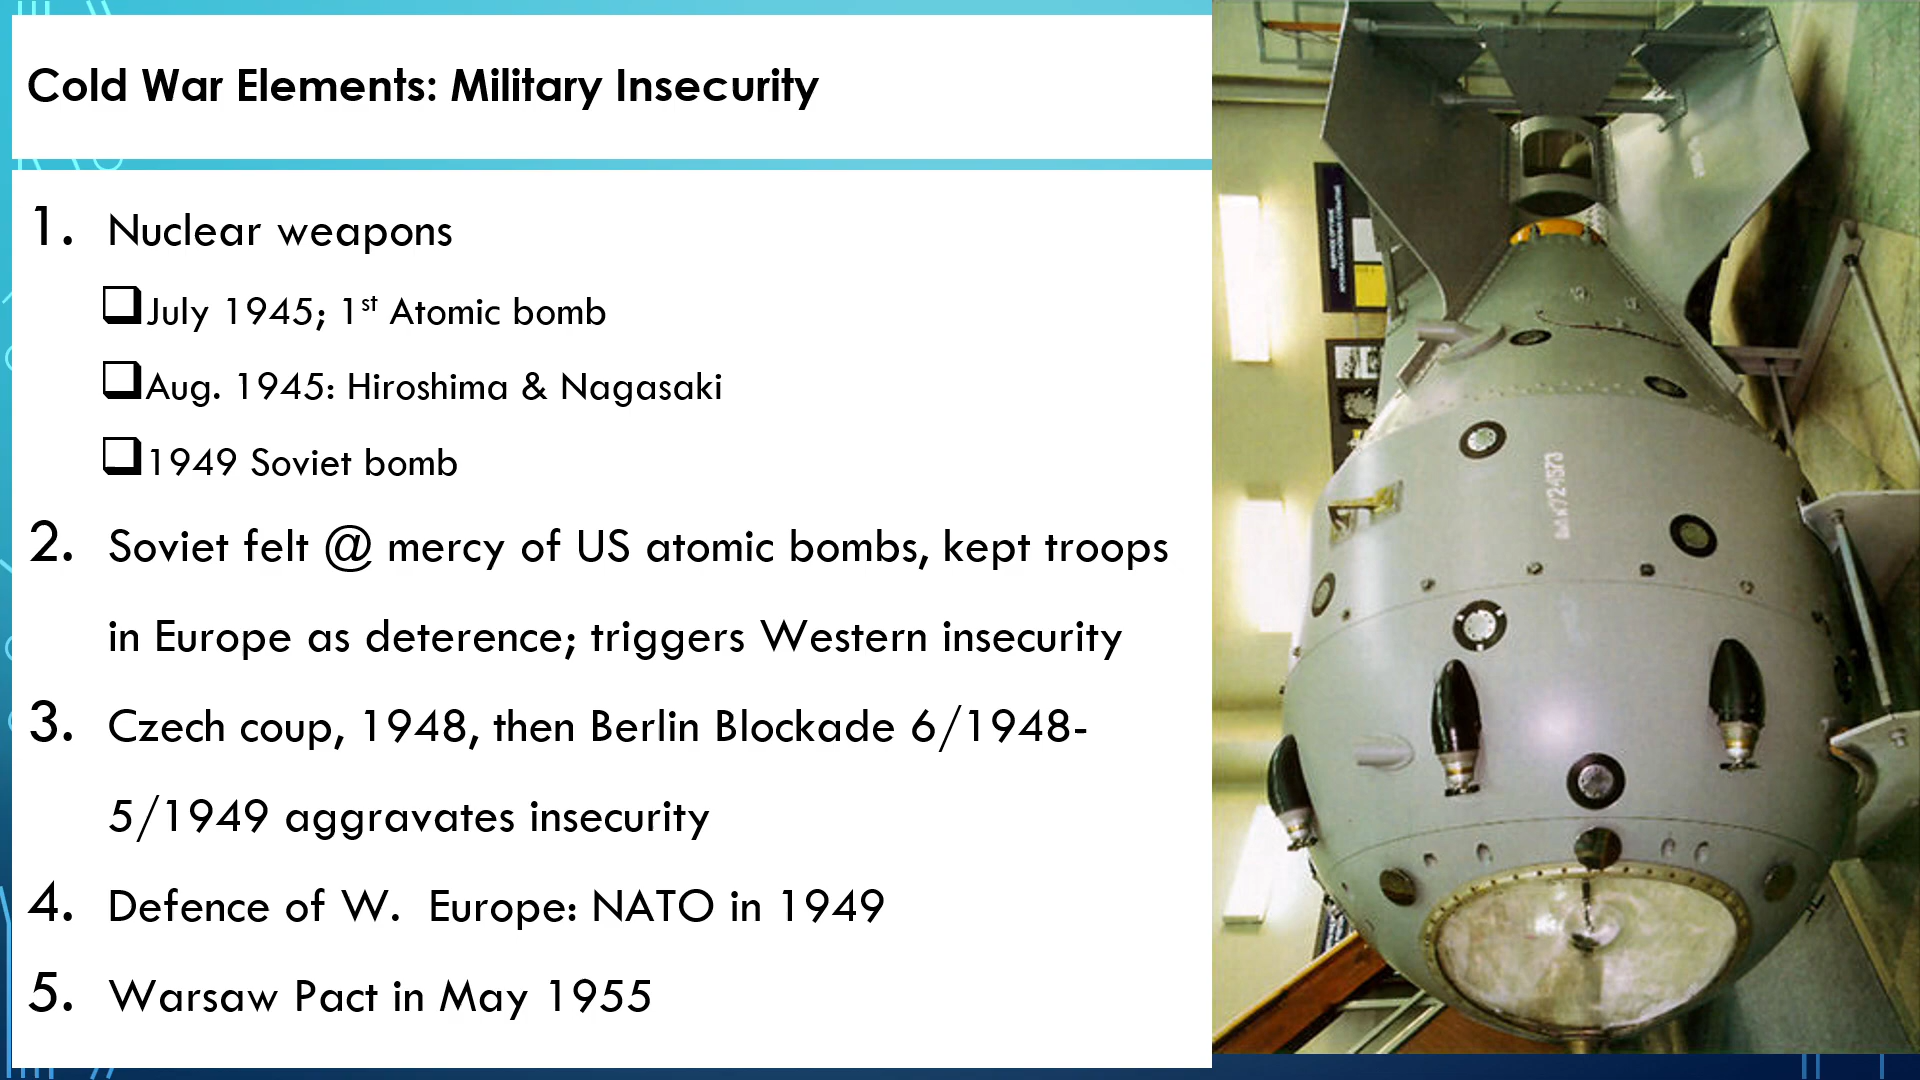 Cold War Elements: Military Insecurity
1. Nuclear weapons
July 1945; 1st Atomic bomb
Aug. 1945: Hiroshima & Nagasaki
1949 Soviet bomb
2. Soviet felt @ mercy of US atomic bombs, kept troops
in Europe as deterence; triggers Western insecurity
3. Czech coup, 1948, then Berlin Blockade 6/1948-
5/1949 aggravates insecurity
4. Defence of W. Europe: NATO in 1949
5. Warsaw Pact in May 1955